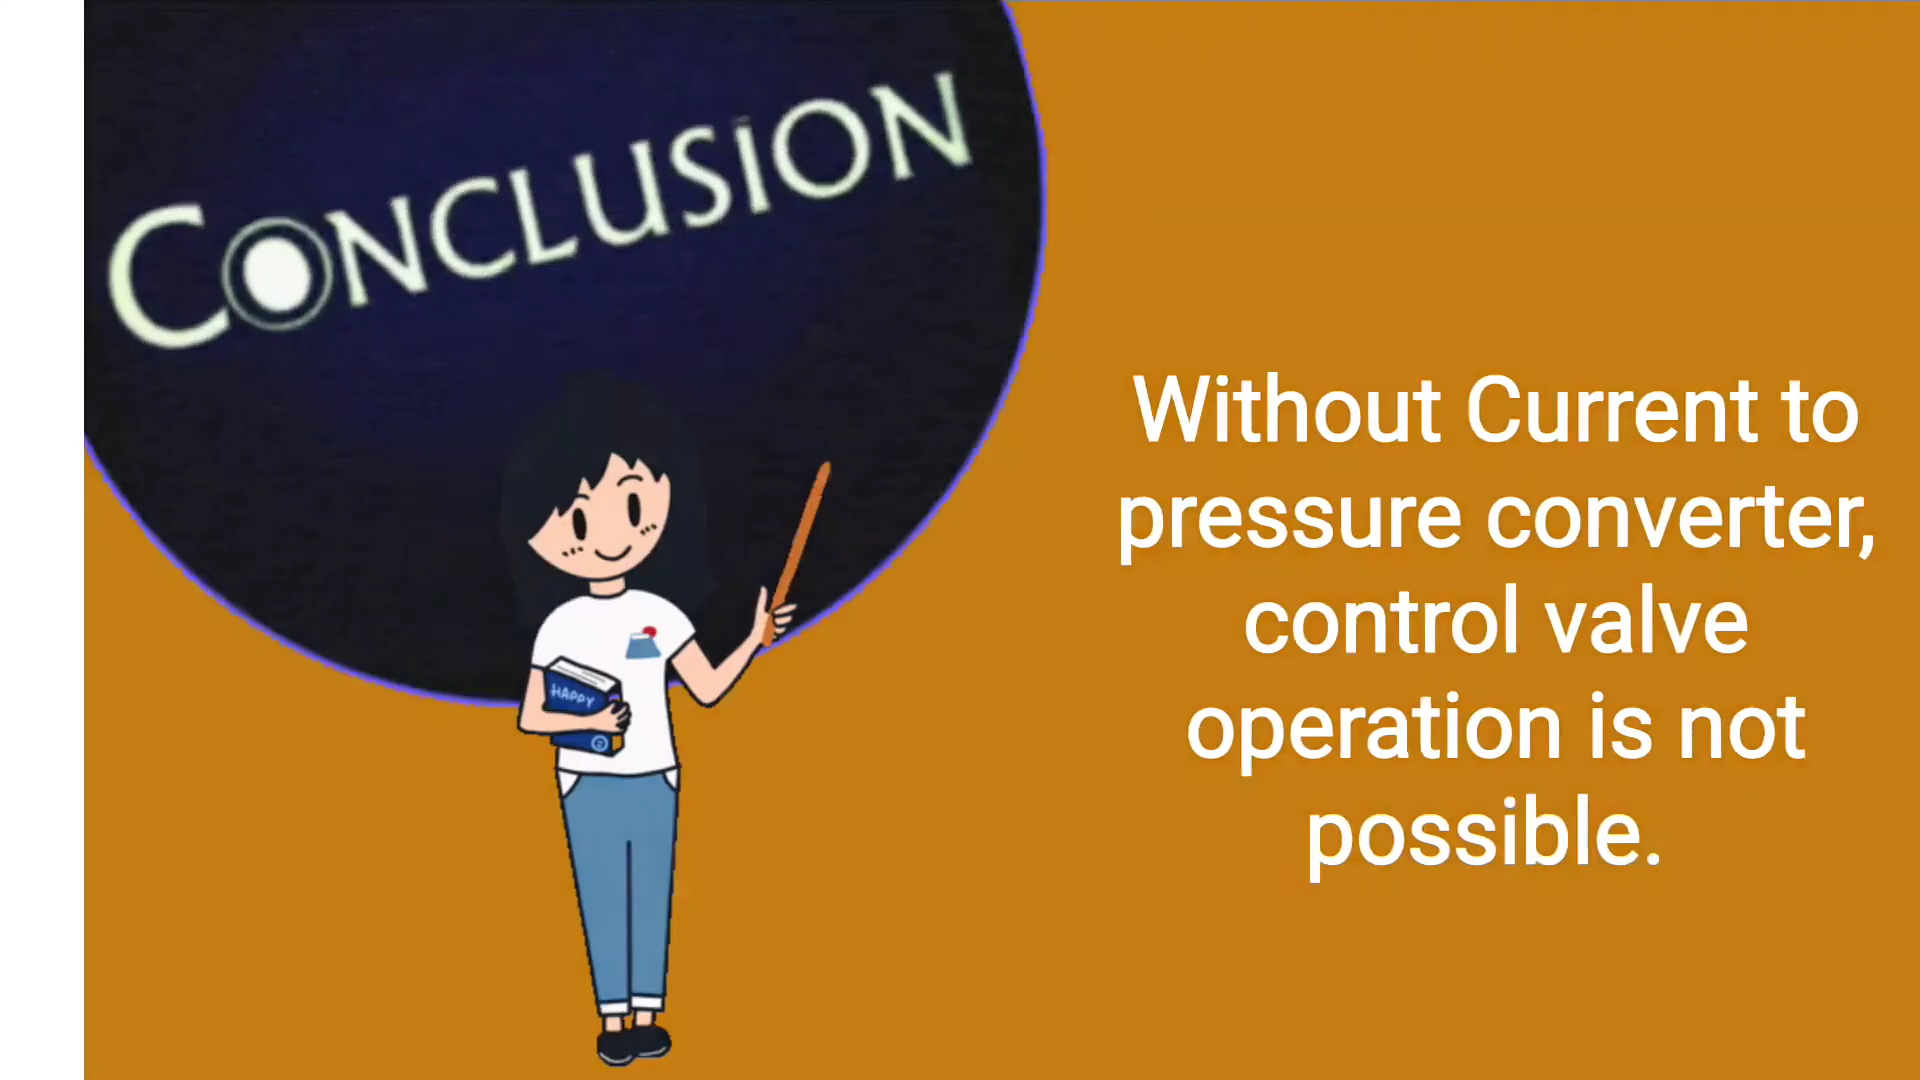 CONCLUSION
Without Current to
pressure converter,
control valve
operation is not
possible.
HAPPY